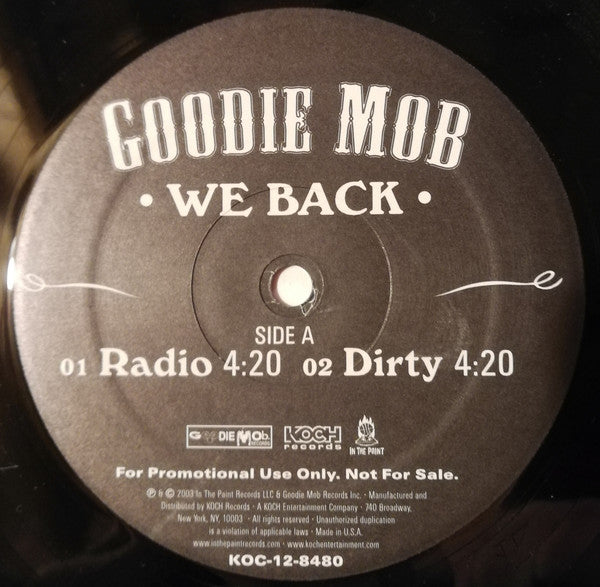 GOODIE MOB
• WE BACK •
SIDE A
01 Radio 4:20 02 Dirty 4:20
GOODIE MOB. RECORDS
KOCH records
IN THE PAINT
For Promotional Use Only. Not For Sale.
℗ & © 2003 In The Paint Records LLC & Goodie Mob Records Inc. • Manufactured and
Distributed by KOCH Records • A KOCH Entertainment Company • 740 Broadway,
New York, NY, 10003 • All rights reserved • Unauthorized duplication
is a violation of applicable laws • Made in U.S.A.
www.inthepaintrecords.com • www.kochentertainment.com
KOC-12-8480